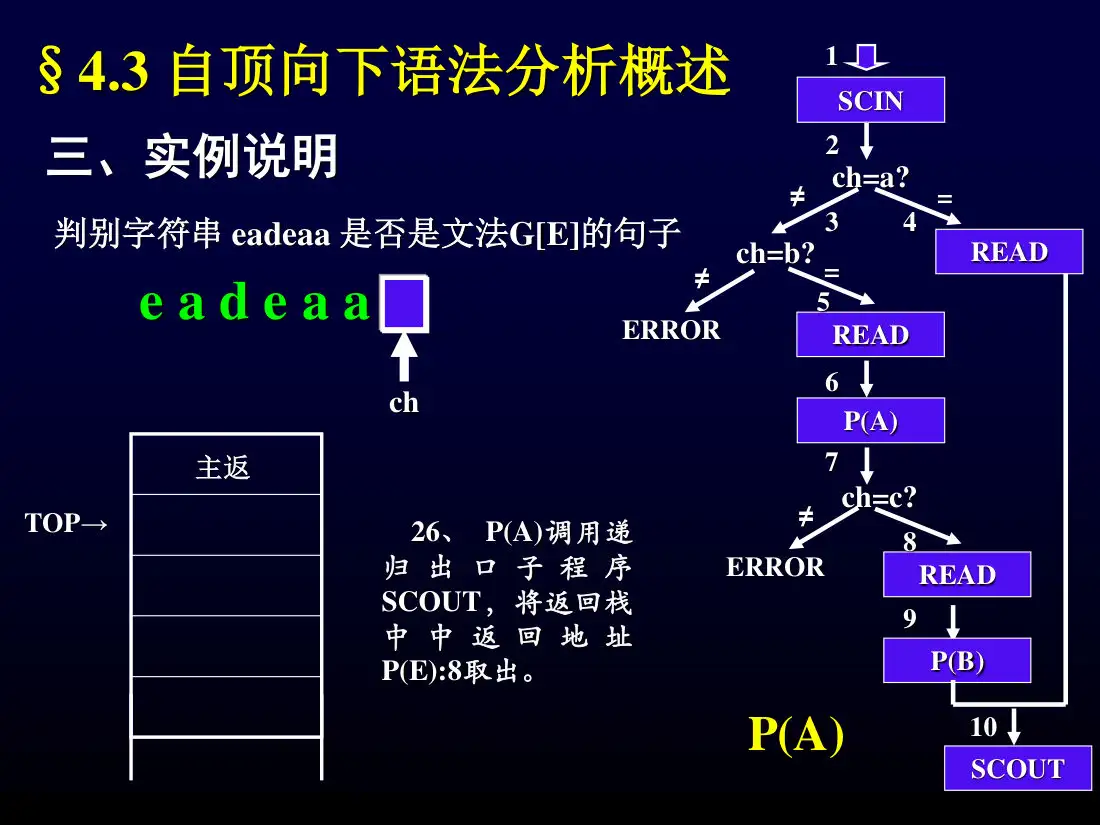 §4.3 自顶向下语法分析概述
三、实例说明
判别字符串 eadeaa 是否是文法G[E]的句子
e a d e a a
ch
主返
TOP→
26、 P(A)调用递
归出口子程序
SCOUT，将返回栈
中中返回地址
P(E):8取出。
P(A)
1
SCIN
2
ch=a?
≠
=
3
4
READ
ch=b?
≠
=
5
ERROR
READ
6
P(A)
7
ch=c?
≠
8
ERROR
READ
9
P(B)
10
SCOUT